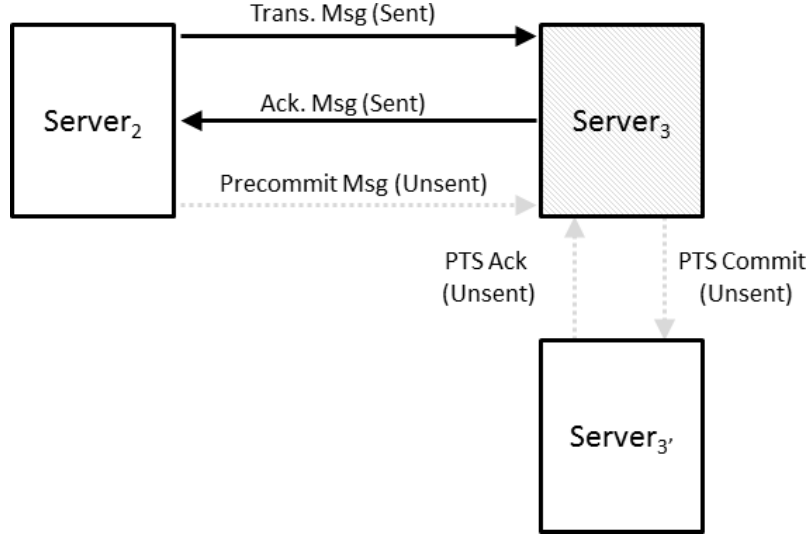 Trans. Msg (Sent)
Server₂
Ack. Msg (Sent)
Server₃
Precommit Msg (Unsent)
PTS Ack
(Unsent)
PTS Commit
(Unsent)
Server₃′